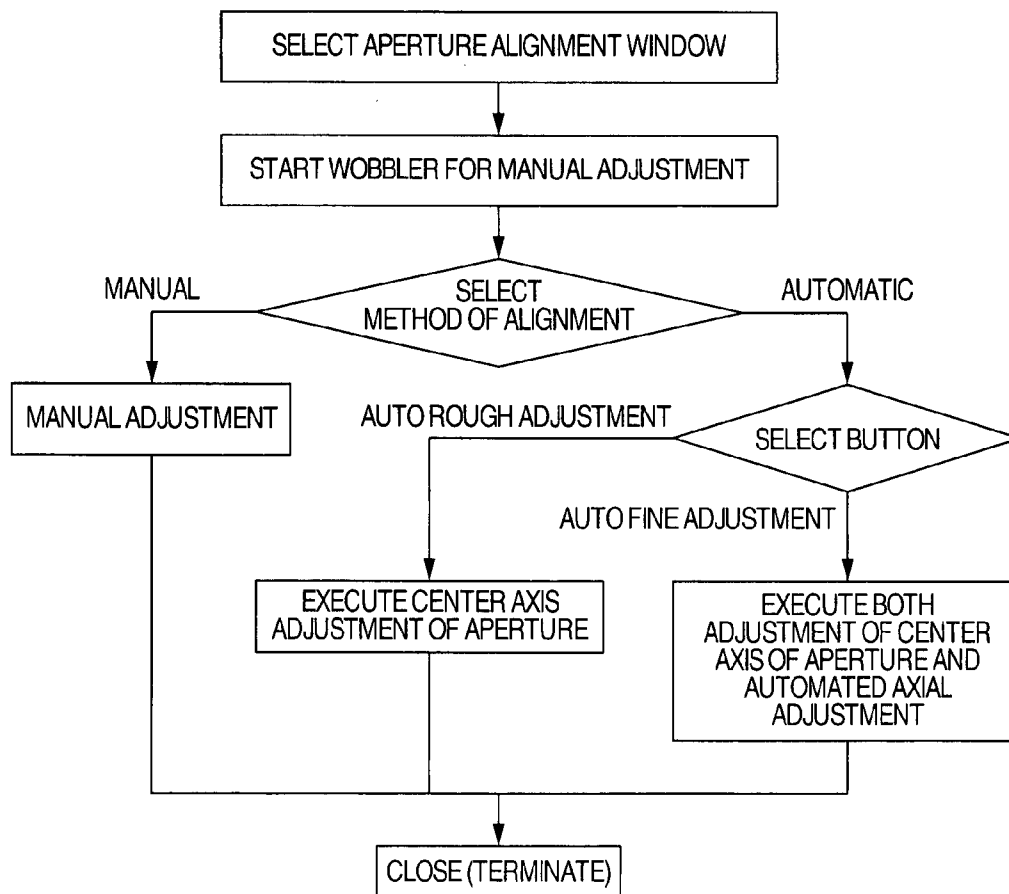 SELECT APERTURE ALIGNMENT WINDOW
START WOBBLER FOR MANUAL ADJUSTMENT
MANUAL
SELECT
METHOD OF ALIGNMENT
AUTOMATIC
MANUAL ADJUSTMENT
AUTO ROUGH ADJUSTMENT
SELECT BUTTON
AUTO FINE ADJUSTMENT
EXECUTE CENTER AXIS
ADJUSTMENT OF APERTURE
EXECUTE BOTH
ADJUSTMENT OF CENTER
AXIS OF APERTURE AND
AUTOMATED AXIAL
ADJUSTMENT
CLOSE (TERMINATE)